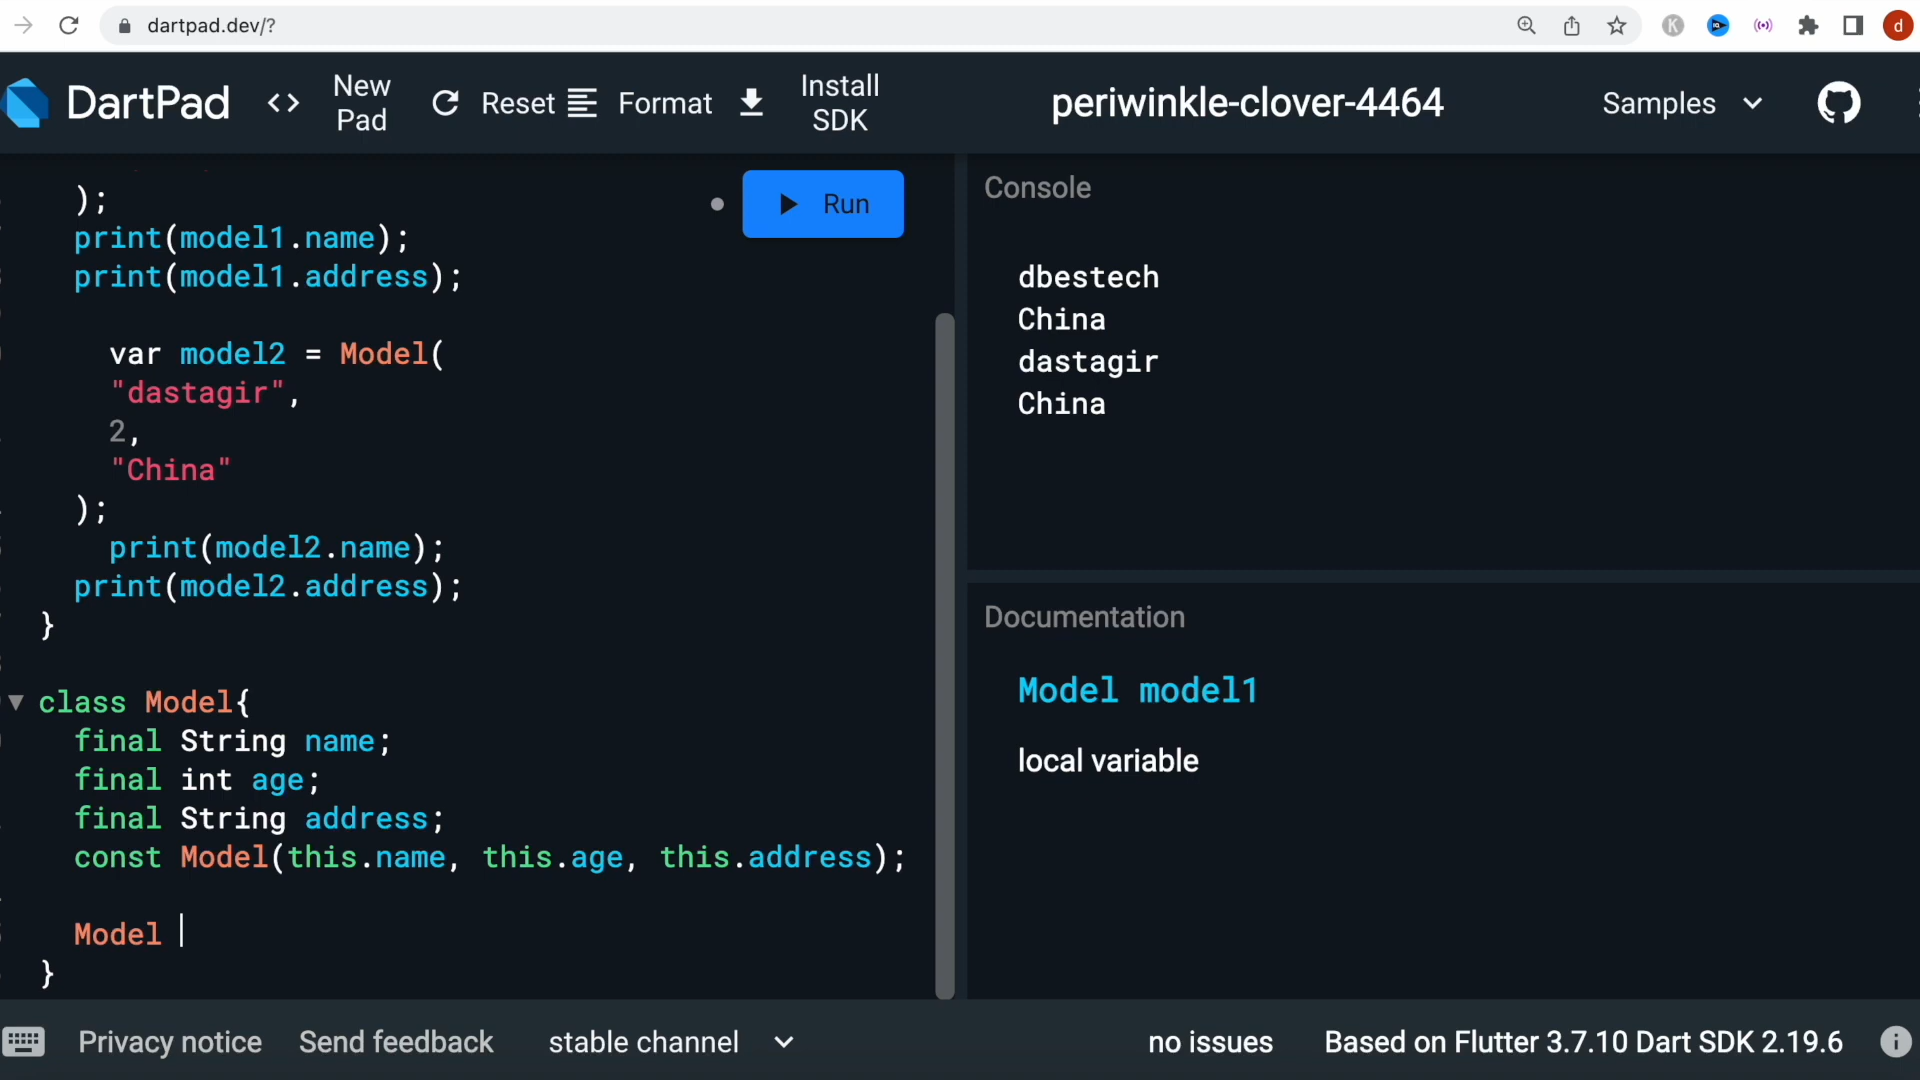 dartpad.dev/?
K
d
DartPad
<>
New Pad
Reset
Format
Install SDK
periwinkle-clover-4464
Samples
Run
);
print(model1.name);
print(model1.address);
var model2 = Model(
"dastagir",
2,
"China"
);
print(model2.name);
print(model2.address);
}
class Model{
final String name;
final int age;
final String address;
const Model(this.name, this.age, this.address);
Model
}
Console
dbestech
China
dastagir
China
Documentation
Model model1
local variable
Privacy notice
Send feedback
stable channel
no issues
Based on Flutter 3.7.10 Dart SDK 2.19.6